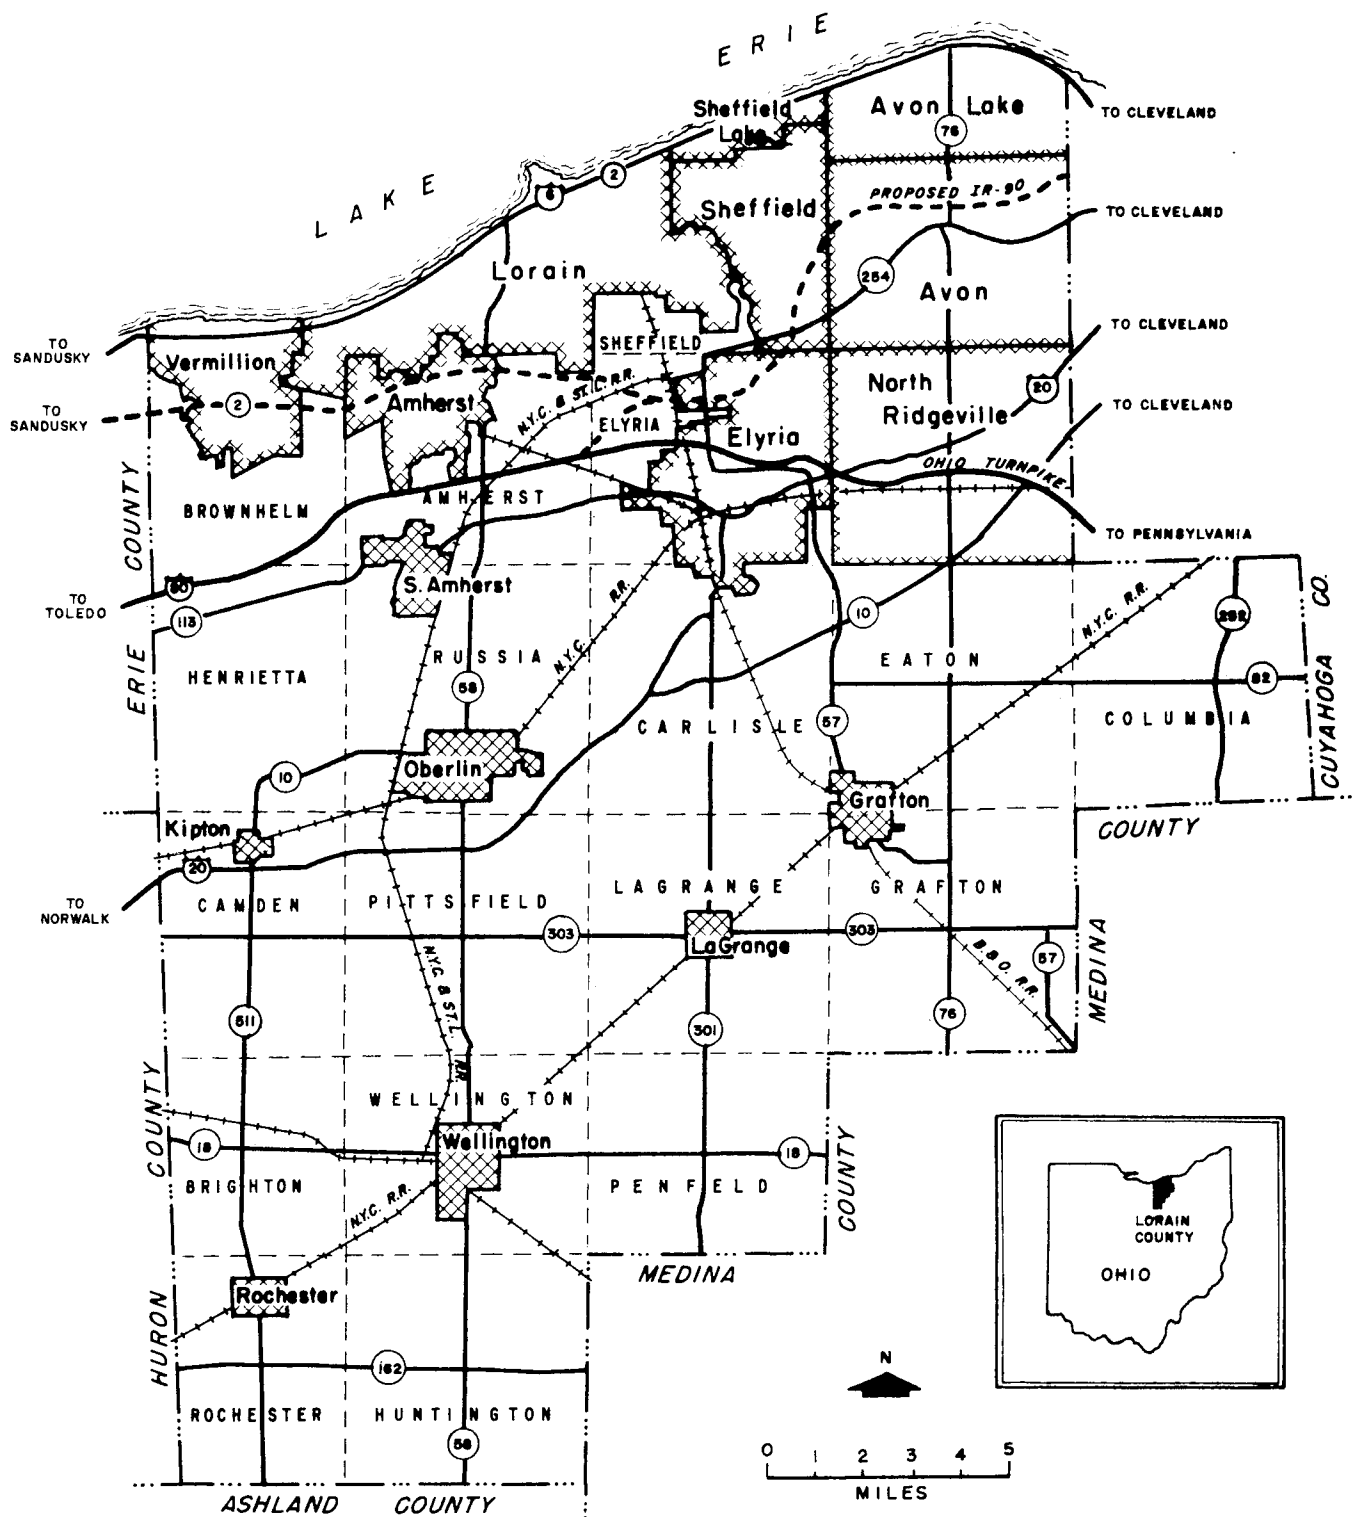 LAKE ERIE
Sheffield
Lake
Avon Lake
TO CLEVELAND
76
2
6
PROPOSED IR-90
Sheffield
TO CLEVELAND
Lorain
254
Avon
TO
SANDUSKY
Vermillion
SHEFFIELD
TO CLEVELAND
20
North
Ridgeville
N.Y.C. & ST. L. R.R.
TO
SANDUSKY
2
Amherst
ELYRIA
Elyria
TO CLEVELAND
OHIO TURNPIKE
BROWNHELM
AMHERST
TO PENNSYLVANIA
ERIE COUNTY
S. Amherst
TO
TOLEDO
90
113
N.Y.C. R.R.
10
N.Y.C. R.R.
252
CUYAHOGA CO.
HENRIETTA
RUSSIA
58
EATON
82
CARLISLE
57
COLUMBIA
10
Oberlin
Grafton
Kipton
COUNTY
20
TO
NORWALK
CAMDEN
PITTSFIELD
LAGRANGE
GRAFTON
303
303
LaGrange
N.Y.C. & ST. L. RR.
B.&O. R.R.
57
MEDINA
511
301
76
WELLINGTON
HURON COUNTY
18
Wellington
18
BRIGHTON
PENFIELD
COUNTY
N.Y.C. R.R.
MEDINA
Rochester
162
ROCHESTER
HUNTINGTON
58
ASHLAND COUNTY
LORAIN
COUNTY
OHIO
N
0 1 2 3 4 5
MILES